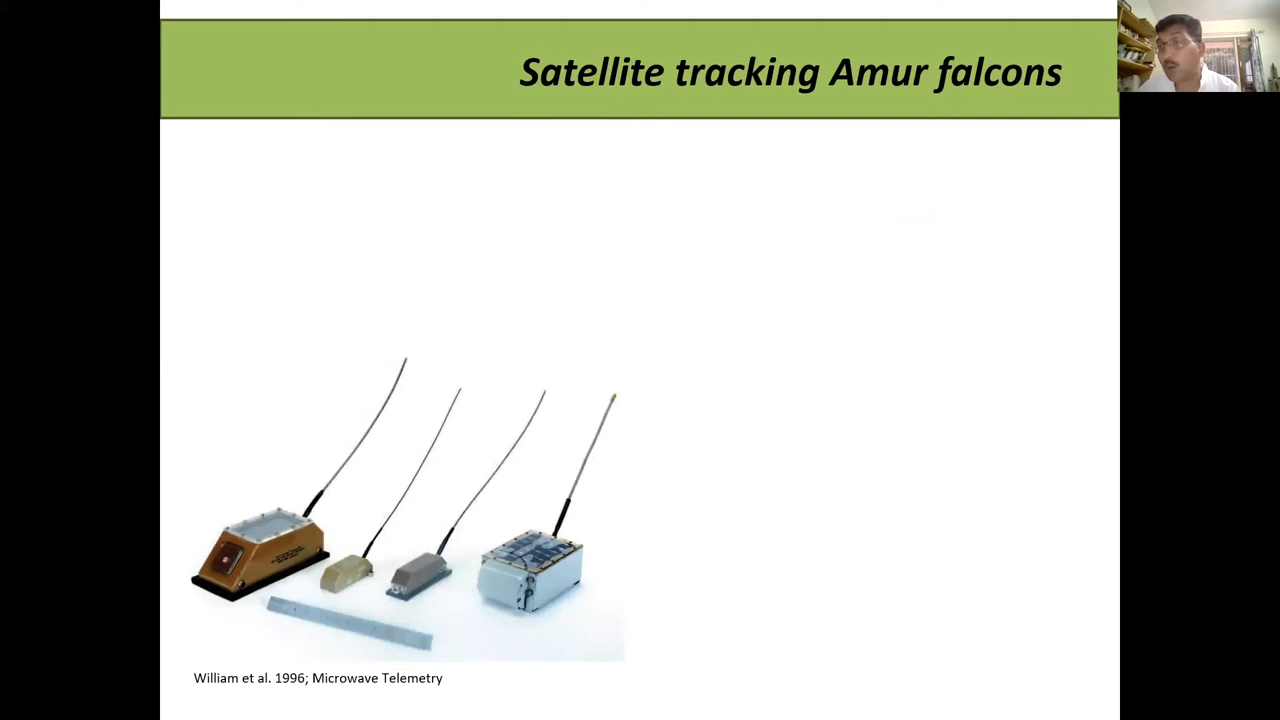 Satellite tracking Amur falcons
William et al. 1996; Microwave Telemetry